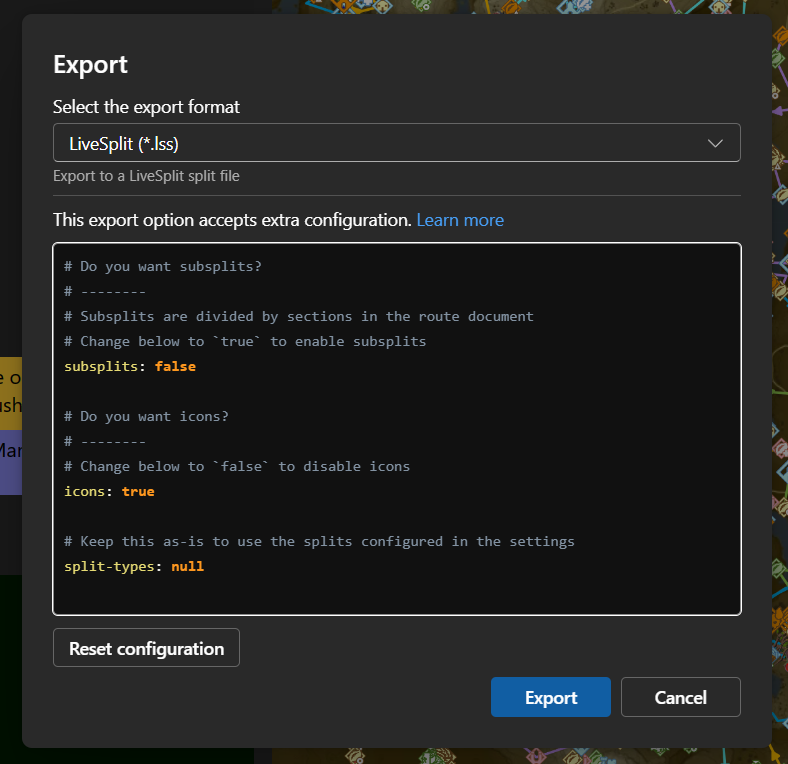 Export
Select the export format
LiveSplit (*.lss)
Export to a LiveSplit split file
This export option accepts extra configuration. Learn more
# Do you want subsplits?
# --------
# Subsplits are divided by sections in the route document
# Change below to `true` to enable subsplits
subsplits: false
# Do you want icons?
# --------
# Change below to `false` to disable icons
icons: true
# Keep this as-is to use the splits configured in the settings
split-types: null
Reset configuration
Export
Cancel